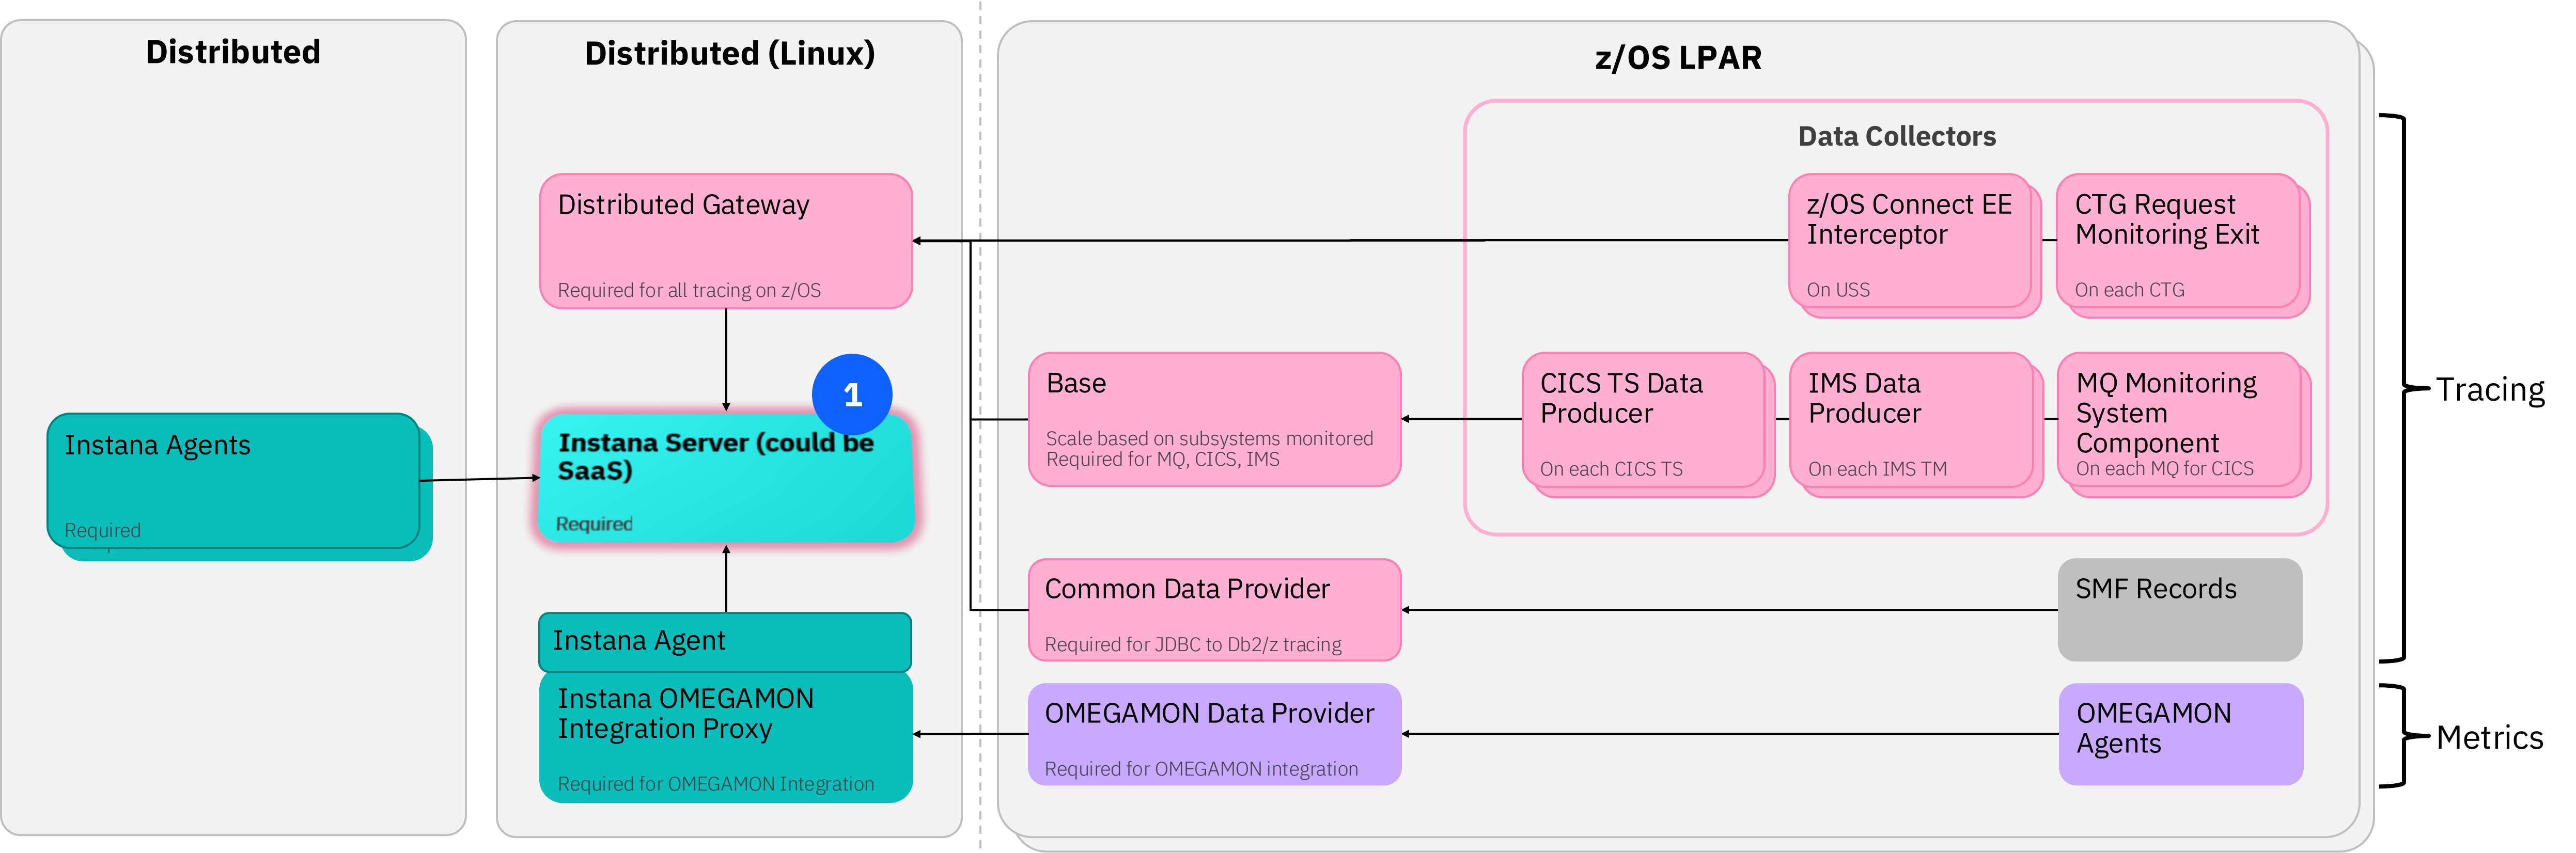 Distributed
Distributed (Linux)
z/OS LPAR
Data Collectors
Distributed Gateway
Required for all tracing on z/OS
z/OS Connect EE
Interceptor
On USS
CTG Request
Monitoring Exit
On each CTG
Tracing
1
Instana Agents
Required
Instana Server (could be
SaaS)
Required
Base
Scale based on subsystems monitored
Required for MQ, CICS, IMS
CICS TS Data
Producer
On each CICS TS
IMS Data
Producer
On each IMS TM
MQ Monitoring
System
Component
On each MQ for CICS
Common Data Provider
Required for JDBC to Db2/z tracing
SMF Records
Instana Agent
Instana OMEGAMON
Integration Proxy
Required for OMEGAMON Integration
OMEGAMON Data Provider
Required for OMEGAMON integration
OMEGAMON
Agents
Metrics